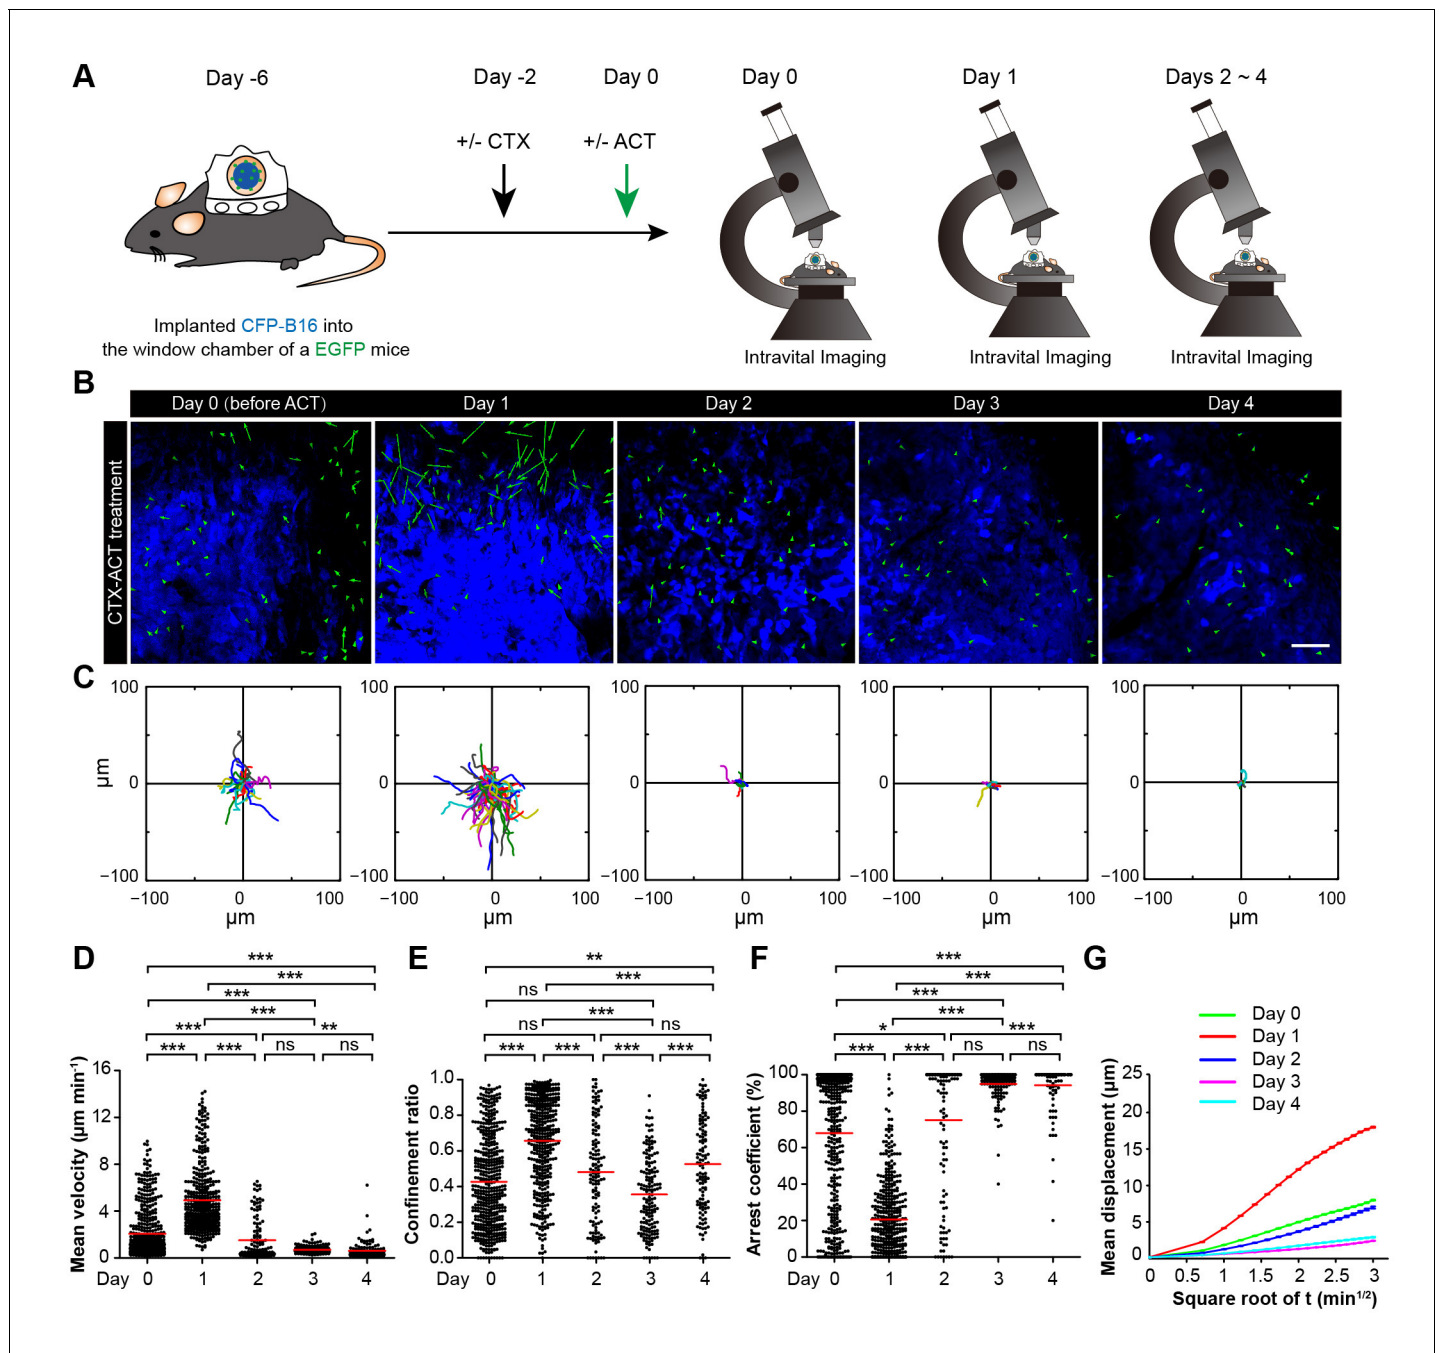 A
Day -6
Day -2
Day 0
Day 0
Day 1
Days 2 ~ 4
+/- CTX
+/- ACT
Implanted CFP-B16 into
the window chamber of a EGFP mice
Intravital Imaging
Intravital Imaging
Intravital Imaging
B
Day 0 (before ACT)
Day 1
Day 2
Day 3
Day 4
CTX-ACT treatment
C
100
0
−100
µm
−100
0
100
µm
100
0
−100
−100
0
100
µm
100
0
−100
−100
0
100
µm
100
0
−100
−100
0
100
µm
100
0
−100
−100
0
100
µm
D
***
***
***
***
***
**
***
***
ns
ns
Mean velocity (µm min-1)
16
12
8
4
0
Day
0
1
2
3
4
E
**
***
ns
***
ns
ns
***
***
***
***
Confinement ratio
1.0
0.8
0.6
0.4
0.2
0.0
Day
0
1
2
3
4
F
***
***
***
***
*
***
***
***
ns
ns
Arrest coefficient (%)
100
80
60
40
20
0
Day
0
1
2
3
4
G
Day 0
Day 1
Day 2
Day 3
Day 4
Mean displacement (µm)
25
20
15
10
5
0
0
0.5
1
1.5
2
2.5
3
Square root of t (min1/2)